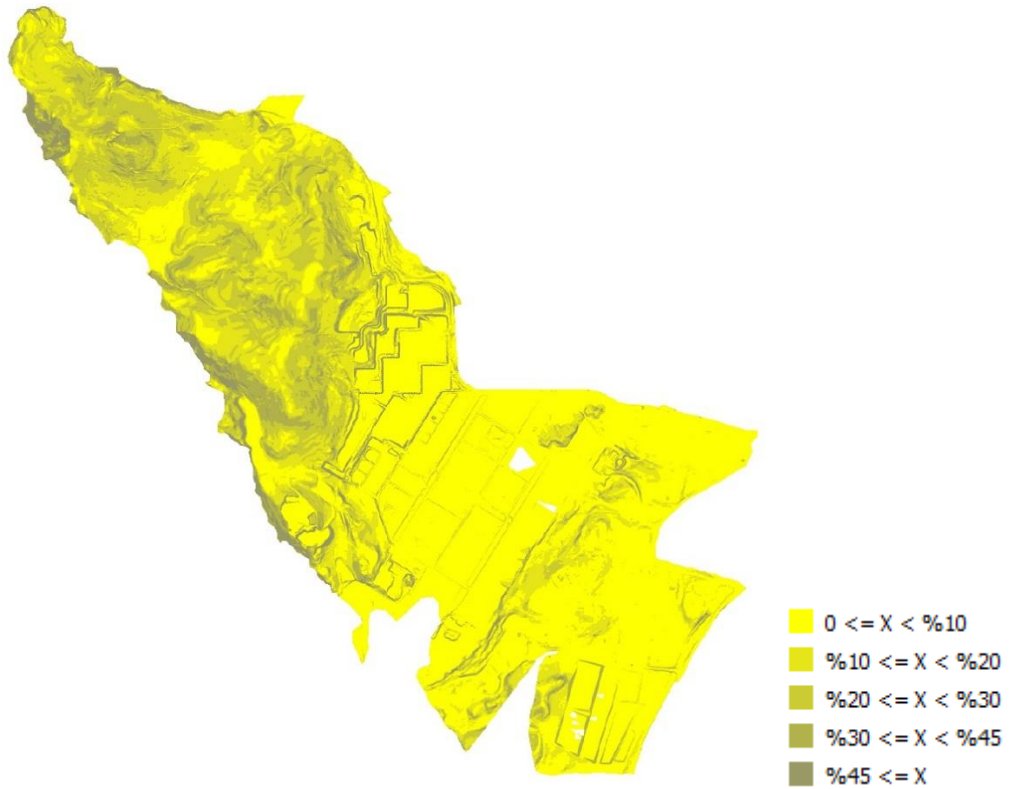 0 <= X < %10
%10 <= X < %20
%20 <= X < %30
%30 <= X < %45
%45 <= X